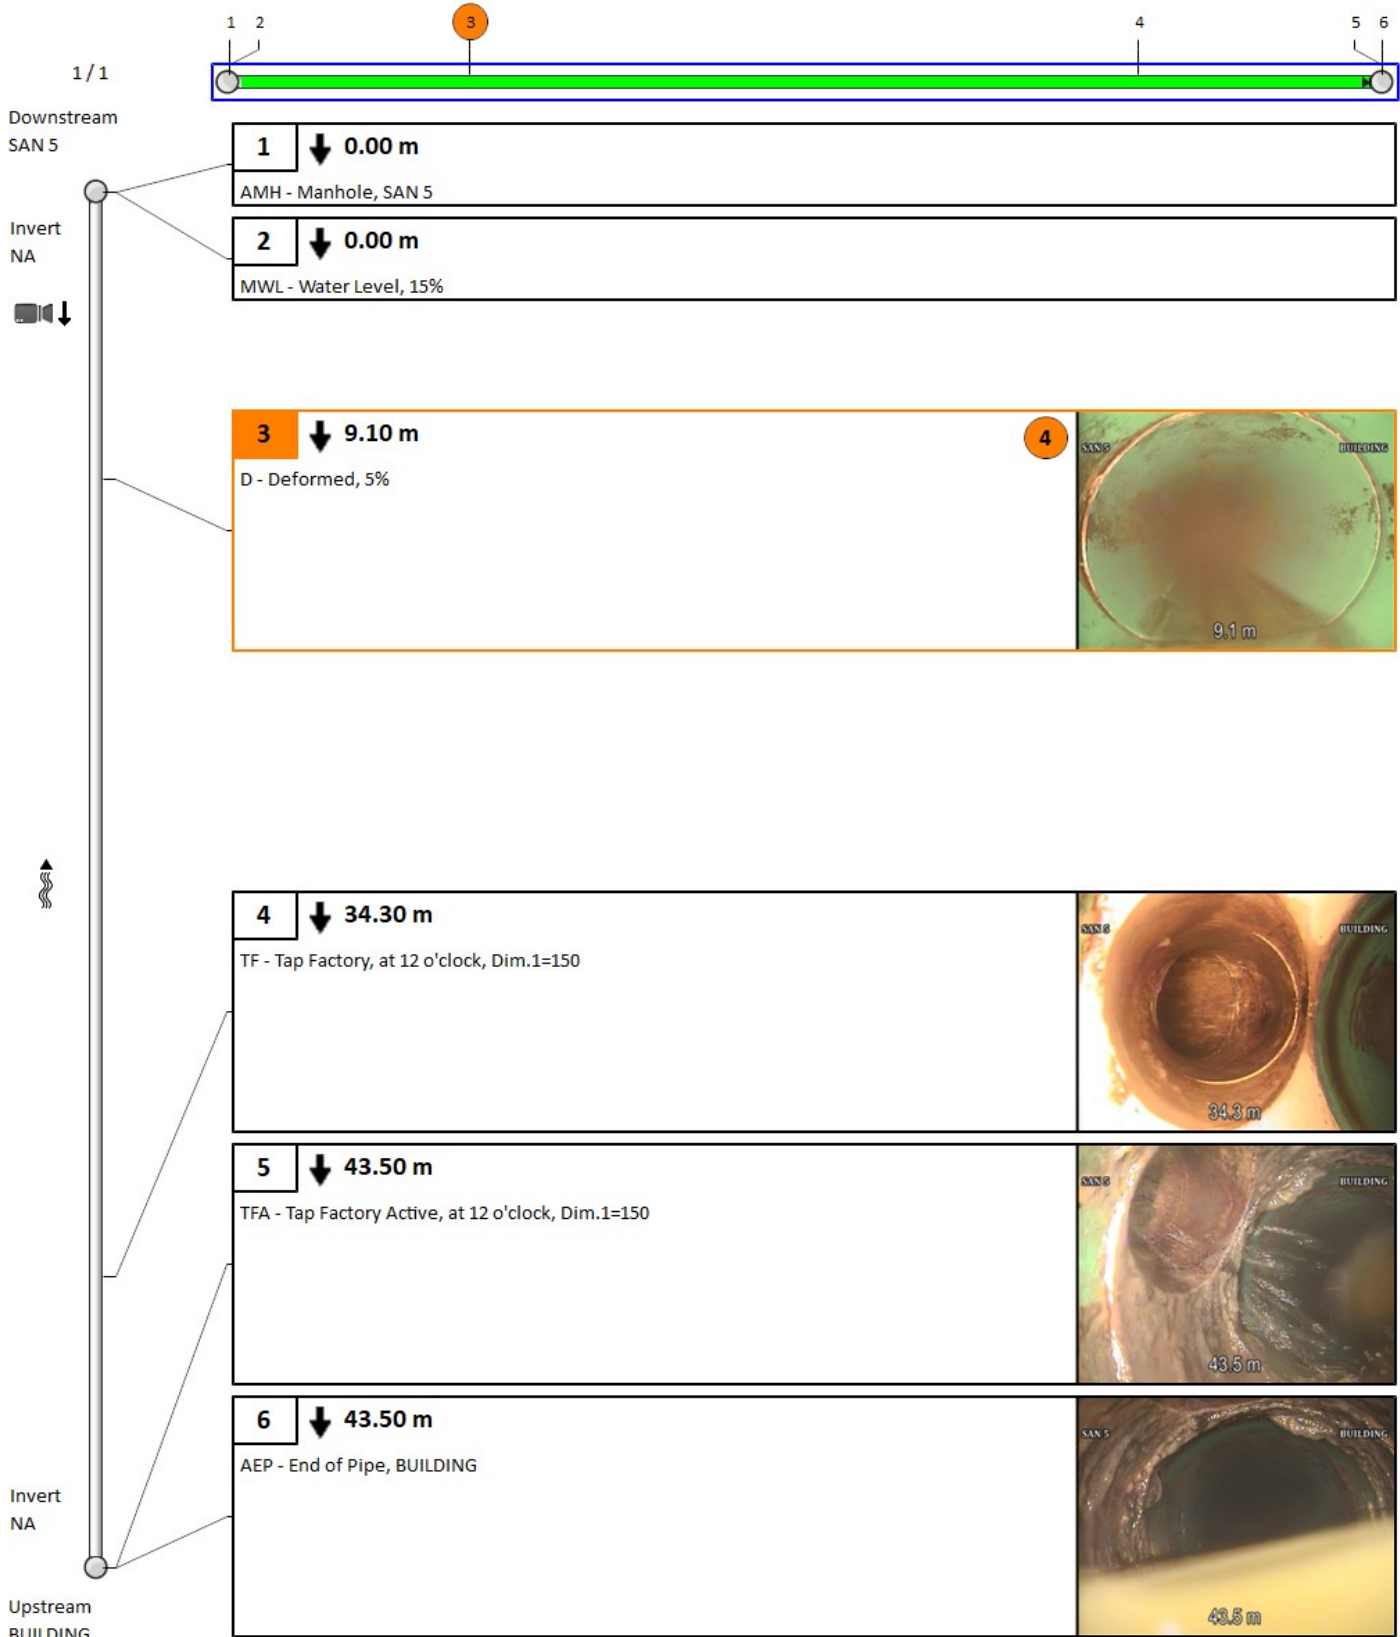 1 2 3 4 5 6
1 / 1
Downstream
SAN 5
1 0.00 m
AMH - Manhole, SAN 5
Invert
NA
2 0.00 m
MWL - Water Level, 15%
3 9.10 m 4
D - Deformed, 5%
SAN 5 BUILDING
9.1 m
4 34.30 m
TF - Tap Factory, at 12 o'clock, Dim.1=150
SAN 5 BUILDING
34.3 m
5 43.50 m
TFA - Tap Factory Active, at 12 o'clock, Dim.1=150
SAN 5 BUILDING
43.5 m
6 43.50 m
AEP - End of Pipe, BUILDING
SAN 5 BUILDING
43.5 m
Invert
NA
Upstream
BUILDING